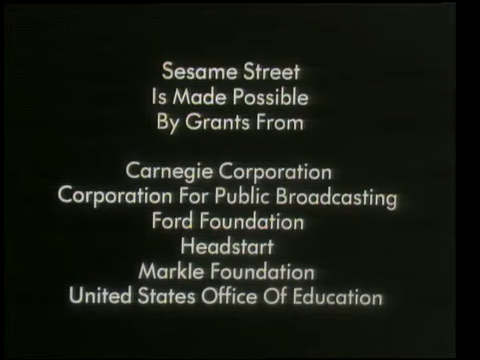 Sesame Street
Is Made Possible
By Grants From
Carnegie Corporation
Corporation For Public Broadcasting
Ford Foundation
Headstart
Markle Foundation
United States Office Of Education